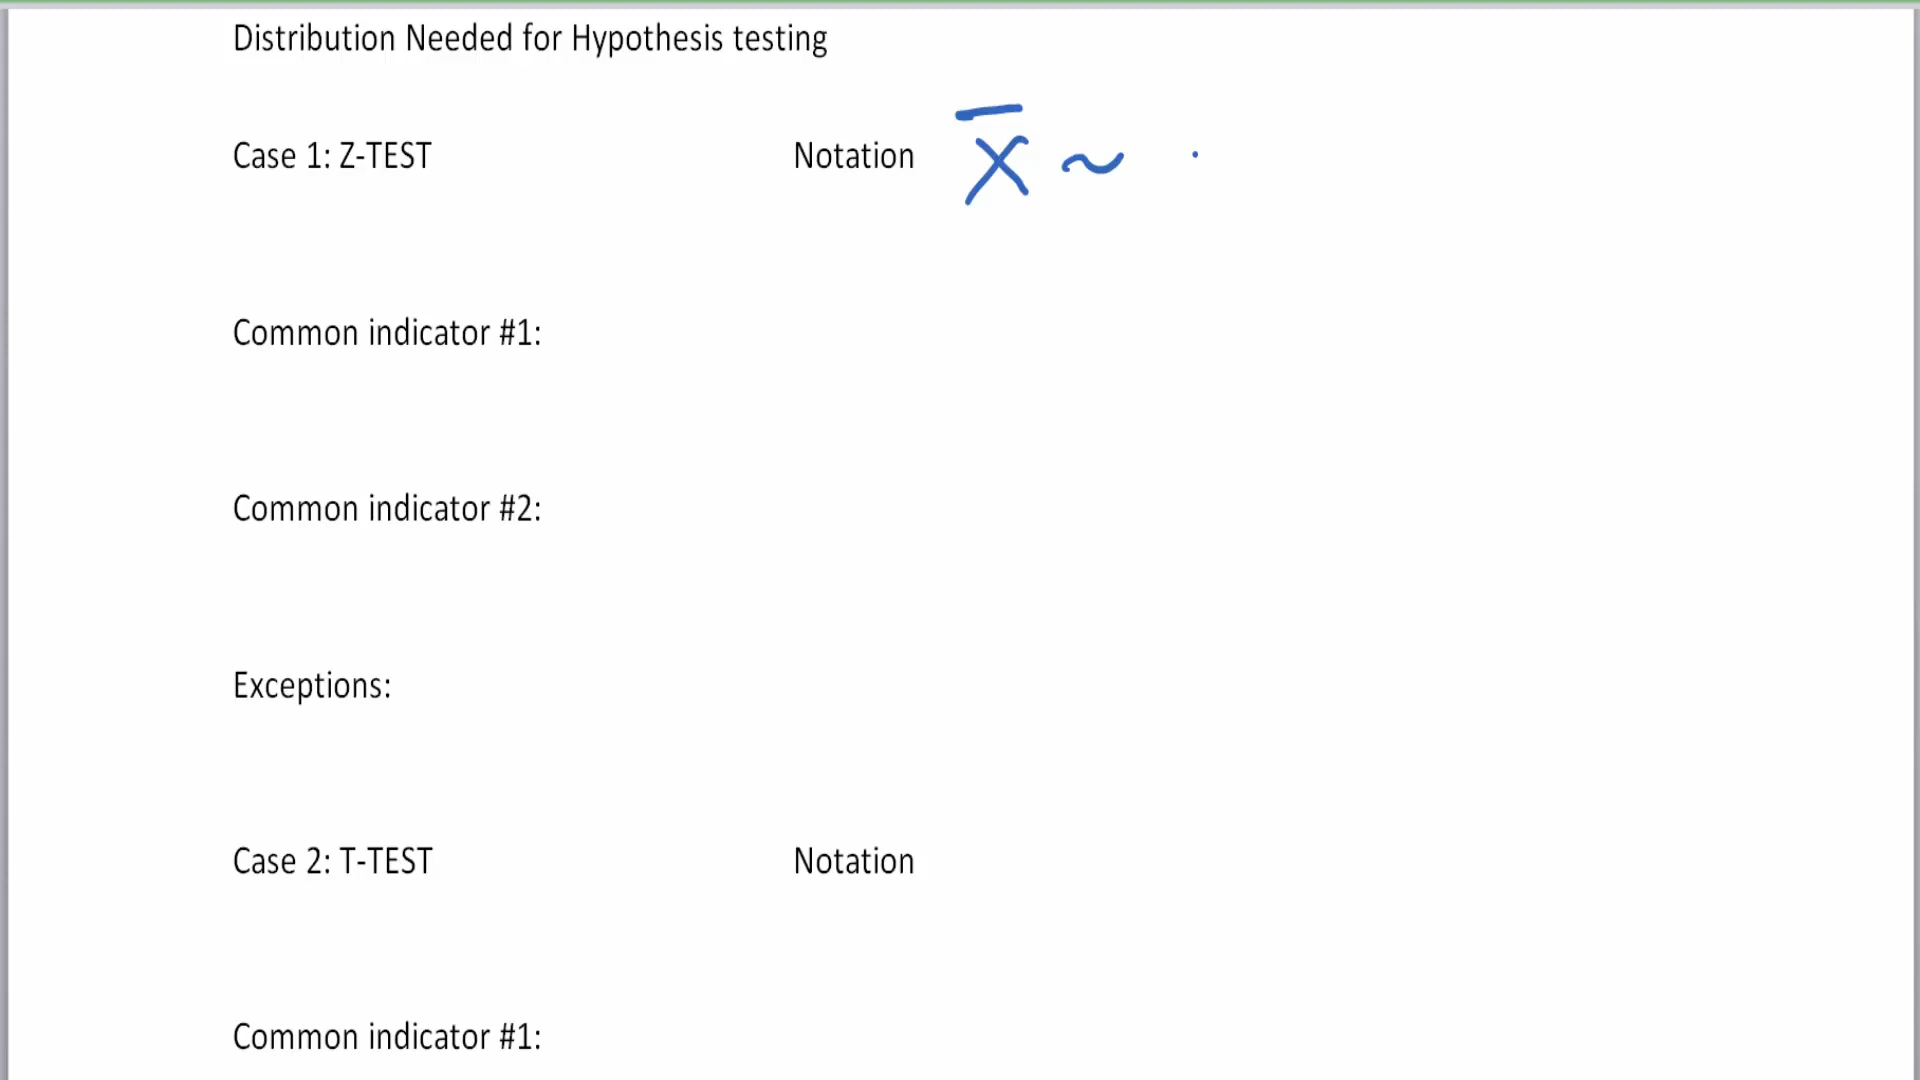 Distribution Needed for Hypothesis testing
Case 1: Z-TEST Notation X̅ ~
Common indicator #1:
Common indicator #2:
Exceptions:
Case 2: T-TEST Notation
Common indicator #1: